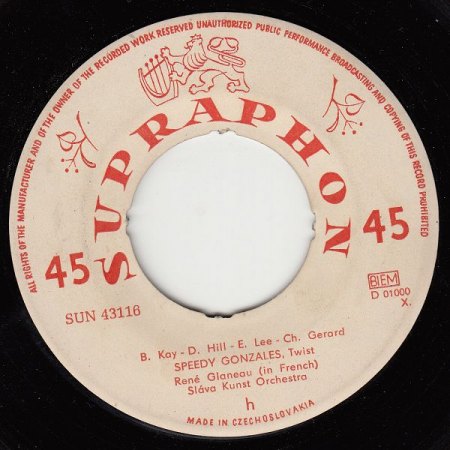 ALL RIGHTS OF THE MANUFACTURER AND OF THE OWNER OF THE RECORDED WORK RESERVED UNAUTHORIZED PUBLIC PERFORMANCE BROADCASTING AND COPYING OF THIS RECORD PROHIBITED
SUPRAPHON
45
45
SUN 43116
BIEM
D 01000
X.
B. Kay - D. Hill - E. Lee - Ch. Gerard
SPEEDY GONZALES, Twist
René Glaneau (in French)
Sláva Kunst Orchestra
h
MADE IN CZECHOSLOVAKIA